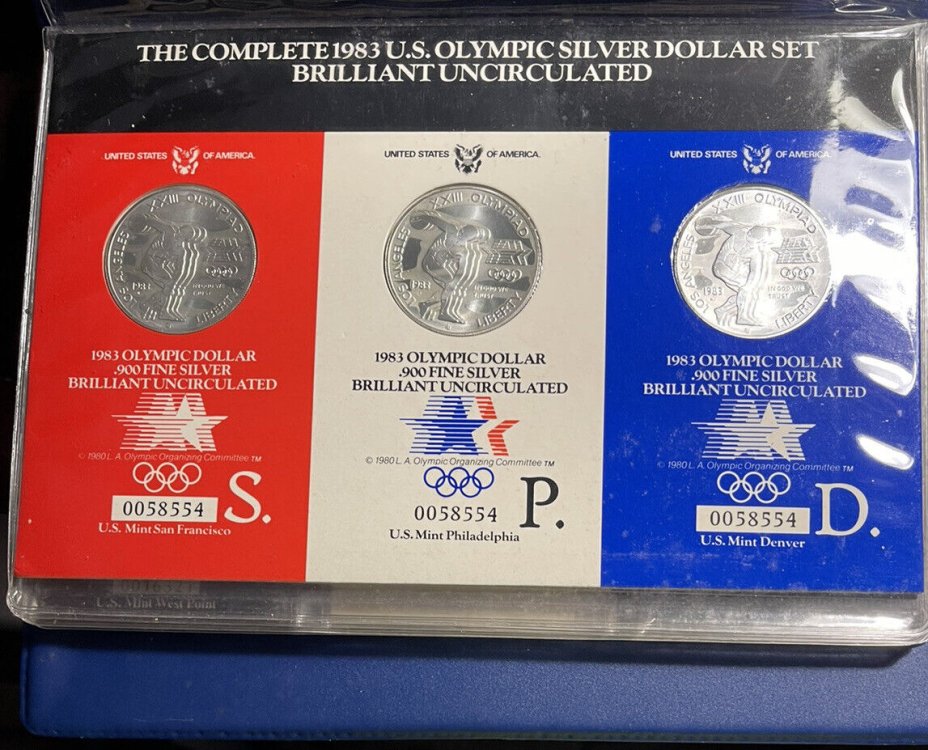 THE COMPLETE 1983 U.S. OLYMPIC SILVER DOLLAR SET
BRILLIANT UNCIRCULATED
UNITED STATES OF AMERICA.
XXIII OLYMPIAD
LOS ANGELES
1983
IN GOD WE
TRUST
LIBERTY
1983 OLYMPIC DOLLAR
.900 FINE SILVER
BRILLIANT UNCIRCULATED
© 1980 L.A. Olympic Organizing Committee TM
0058554 S.
U.S. Mint San Francisco
UNITED STATES OF AMERICA.
XXIII OLYMPIAD
LOS ANGELES
1983
IN GOD WE
TRUST
LIBERTY
1983 OLYMPIC DOLLAR
.900 FINE SILVER
BRILLIANT UNCIRCULATED
© 1980 L.A. Olympic Organizing Committee TM
0058554 P.
U.S. Mint Philadelphia
UNITED STATES OF AMERICA.
XXIII OLYMPIAD
LOS ANGELES
1983
IN GOD WE
TRUST
LIBERTY
1983 OLYMPIC DOLLAR
.900 FINE SILVER
BRILLIANT UNCIRCULATED
© 1980 L.A. Olympic Organizing Committee TM
0058554 D.
U.S. Mint Denver
U.S. Mint West Point